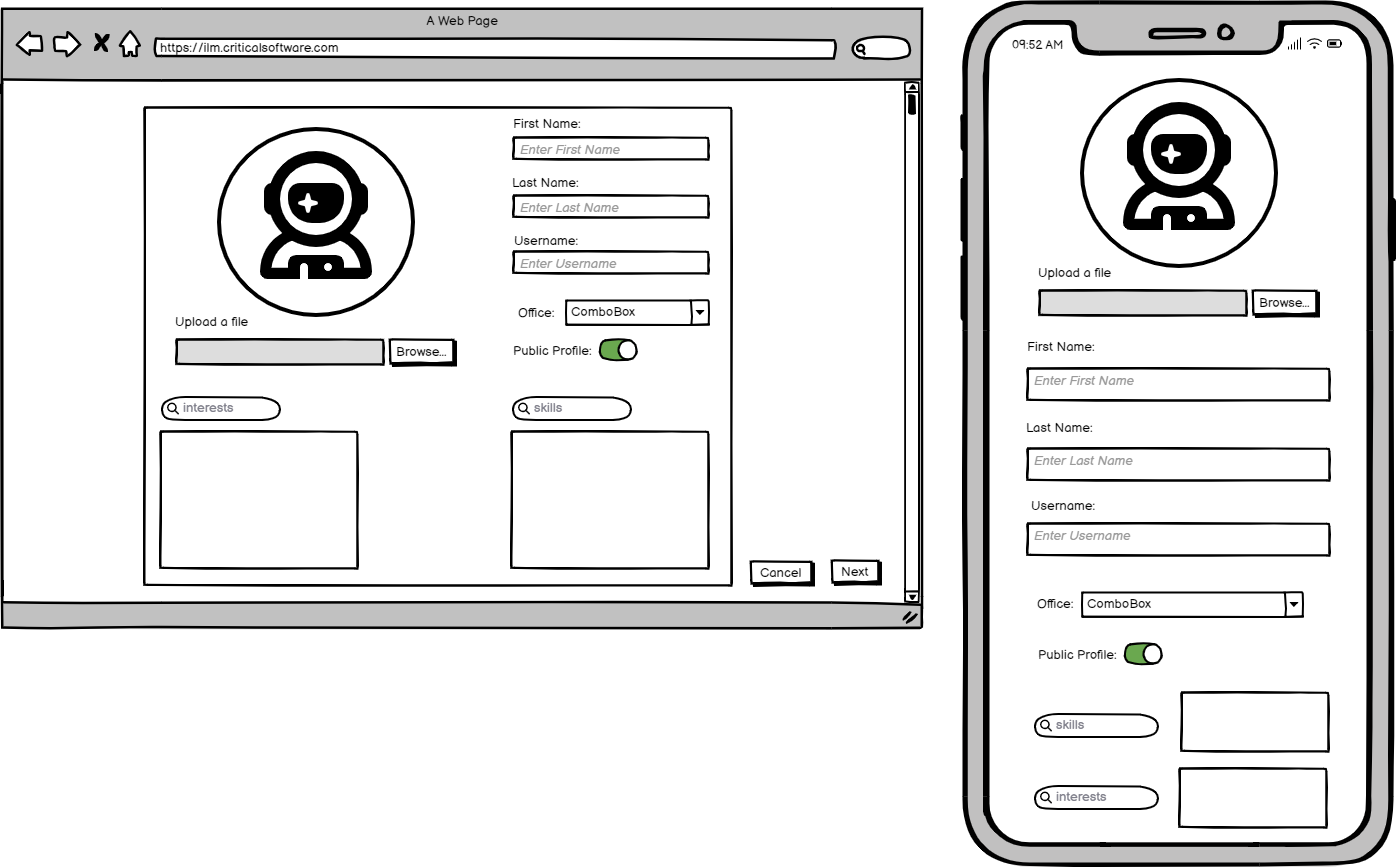 A Web Page
https://ilm.criticalsoftware.com
First Name:
Enter First Name
Last Name:
Enter Last Name
Username:
Enter Username
Upload a file
Browse...
Office:
ComboBox
Public Profile:
interests
skills
Cancel
Next
09:52 AM
Upload a file
Browse...
First Name:
Enter First Name
Last Name:
Enter Last Name
Username:
Enter Username
Office:
ComboBox
Public Profile:
skills
interests